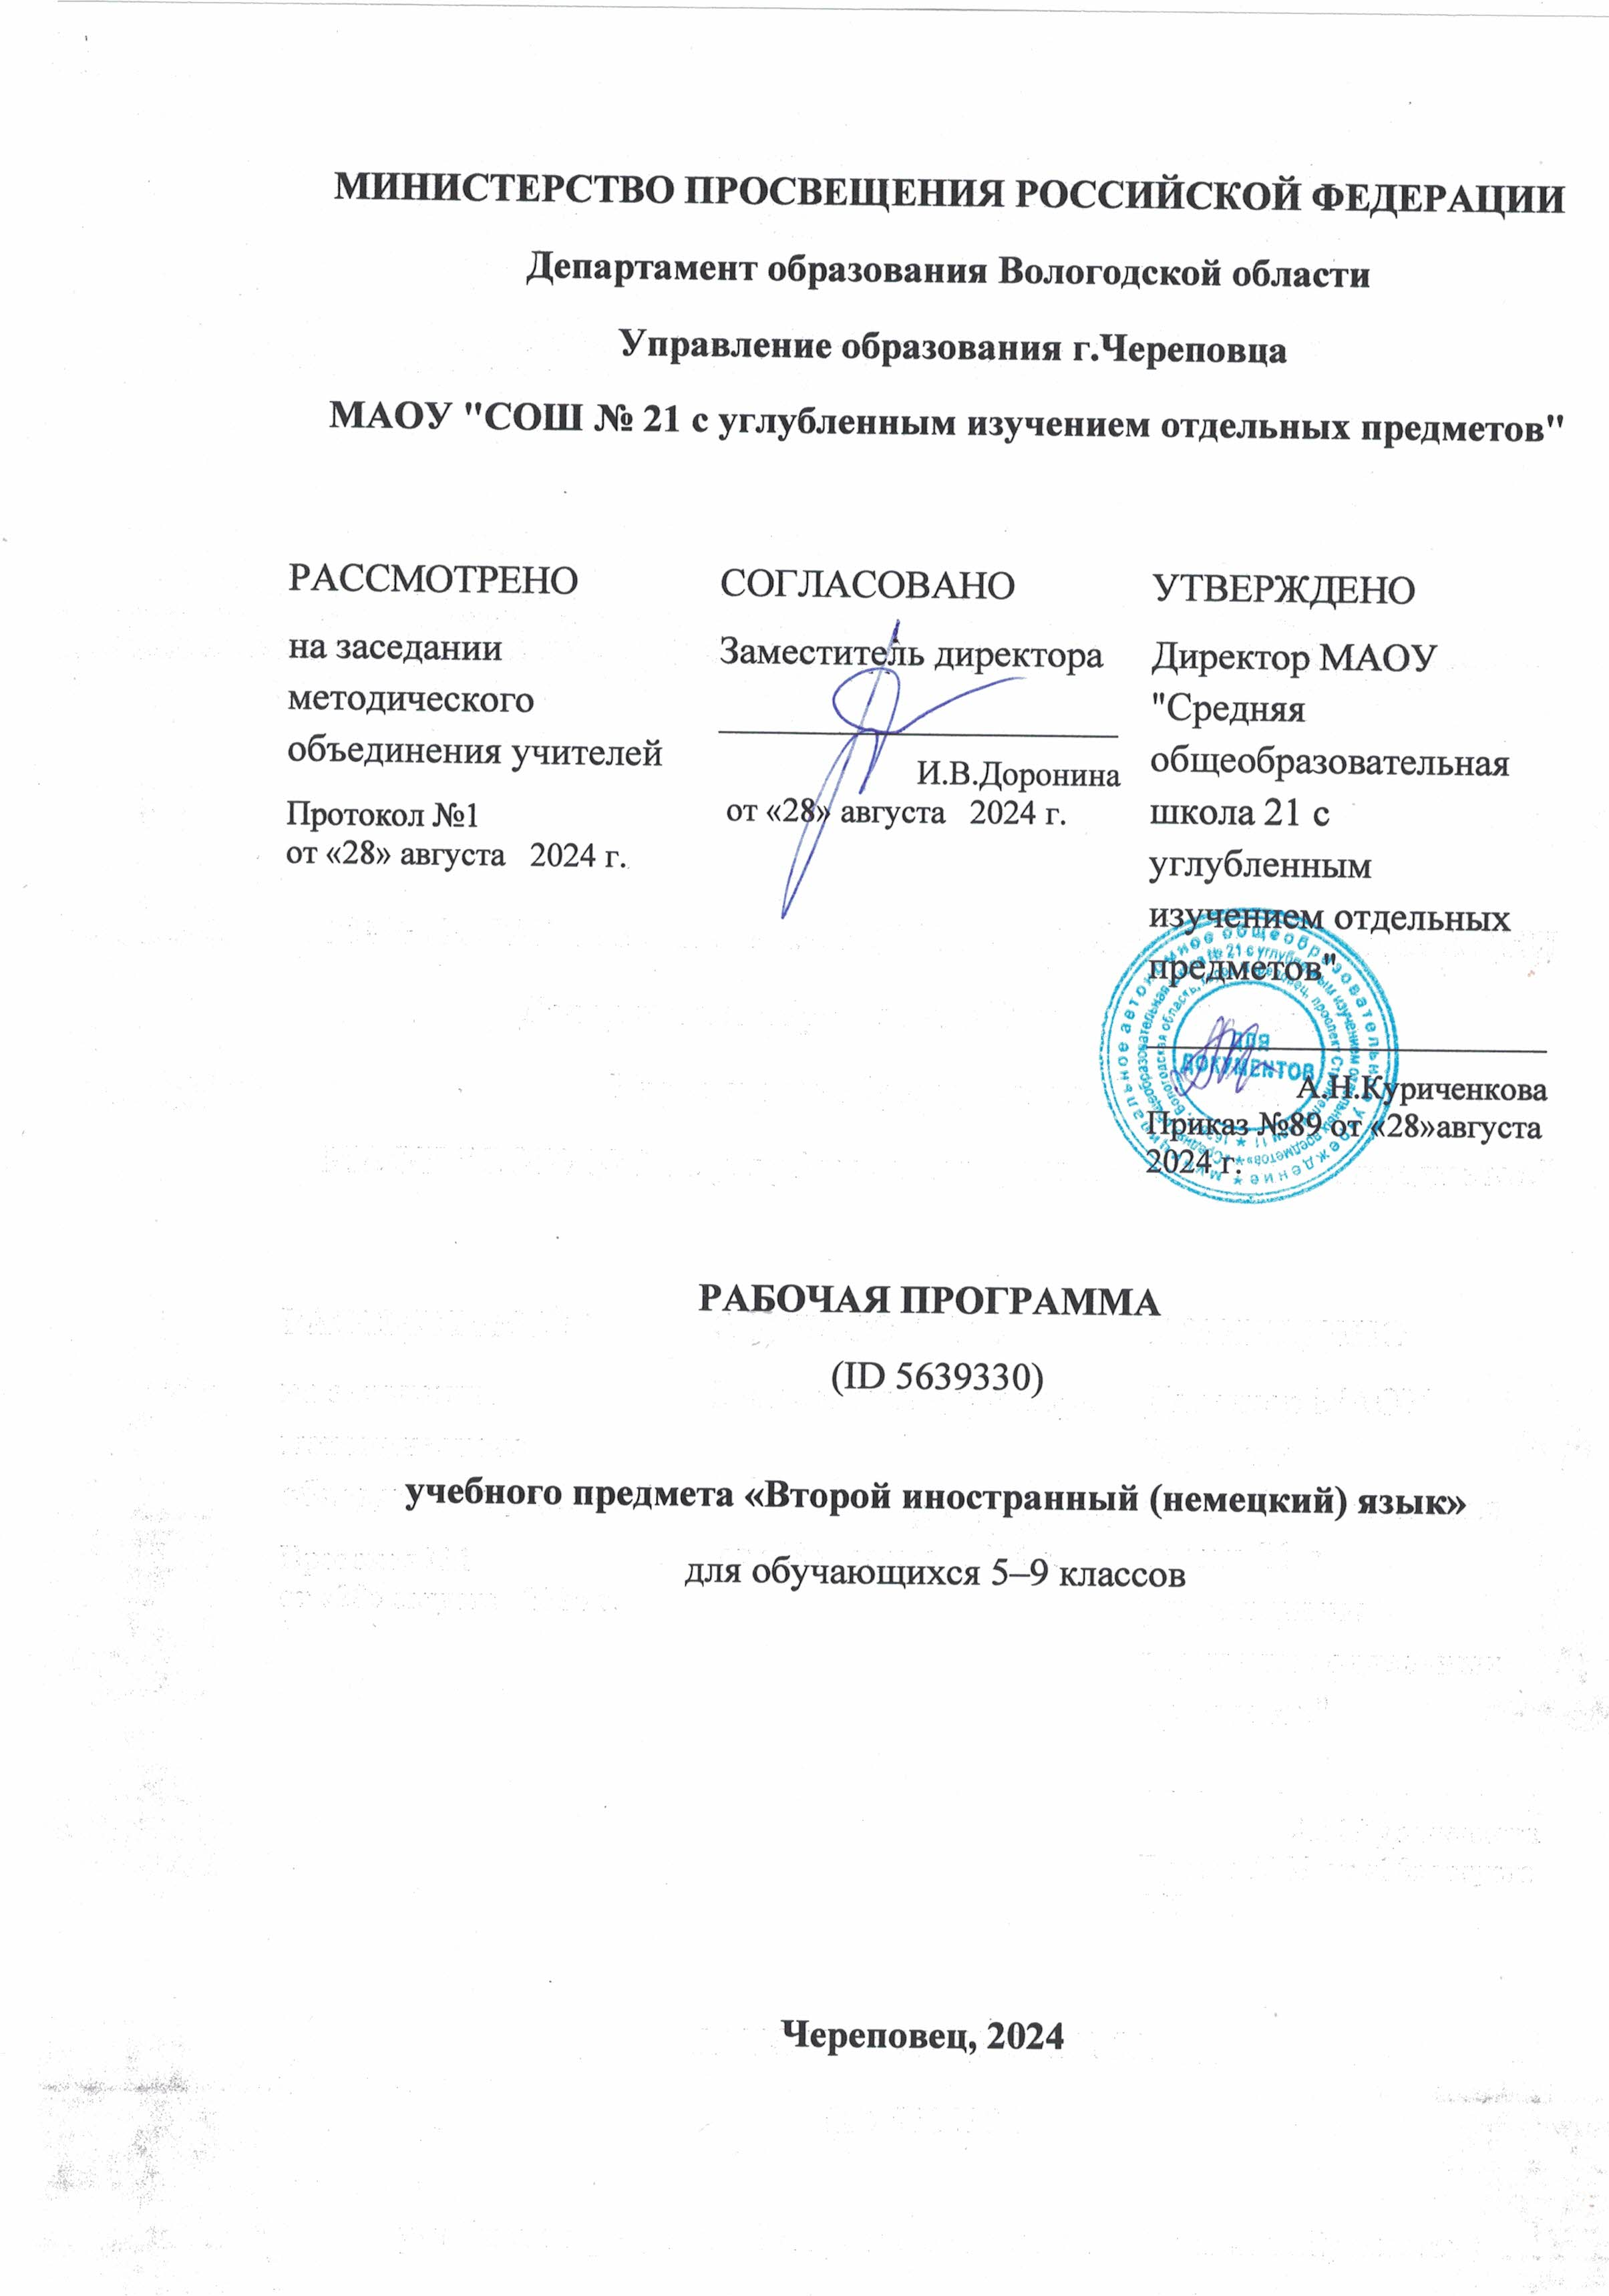 МИНИСТЕРСТВО ПРОСВЕЩЕНИЯ РОССИЙСКОЙ ФЕДЕРАЦИИ
Департамент образования Вологодской области
Управление образования г.Череповца
МАОУ "СОШ № 21 с углубленным изучением отдельных предметов"
РАССМОТРЕНО
на заседании
методического
объединения учителей
Протокол №1
от «28» августа 2024 г.
СОГЛАСОВАНО
Заместитель директора
И.В.Доронина
от «28» августа 2024 г.
УТВЕРЖДЕНО
Директор МАОУ
"Средняя
общеобразовательная
школа 21 с
углубленным
изучением отдельных
предметов"
А.Н.Куриченкова
Приказ №89 от «28»августа
2024 г.
ДЛЯ
ДОКУМЕНТОВ
РАБОЧАЯ ПРОГРАММА
(ID 5639330)
учебного предмета «Второй иностранный (немецкий) язык»
для обучающихся 5–9 классов
Череповец, 2024